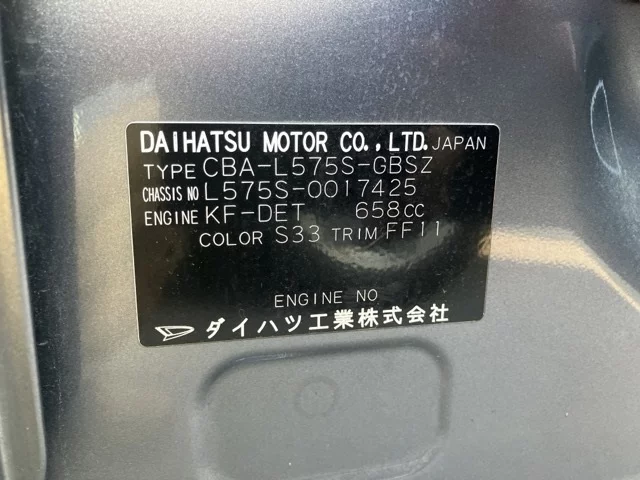 DAIHATSU MOTOR CO.,LTD. JAPAN
TYPE CBA-L575S-GBSZ
CHASSIS NO L575S-0017425
ENGINE KF-DET 658cc
COLOR S33 TRIM FF11
ENGINE NO
ダイハツ工業株式会社